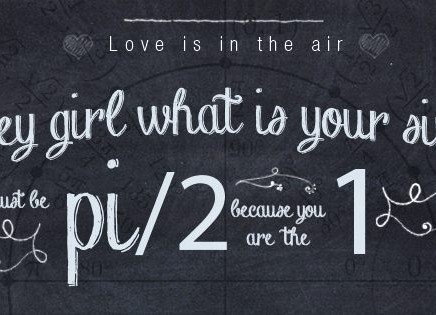 Love is in the air
ey girl what is your si
ust be
pi/2
because you
are the
1